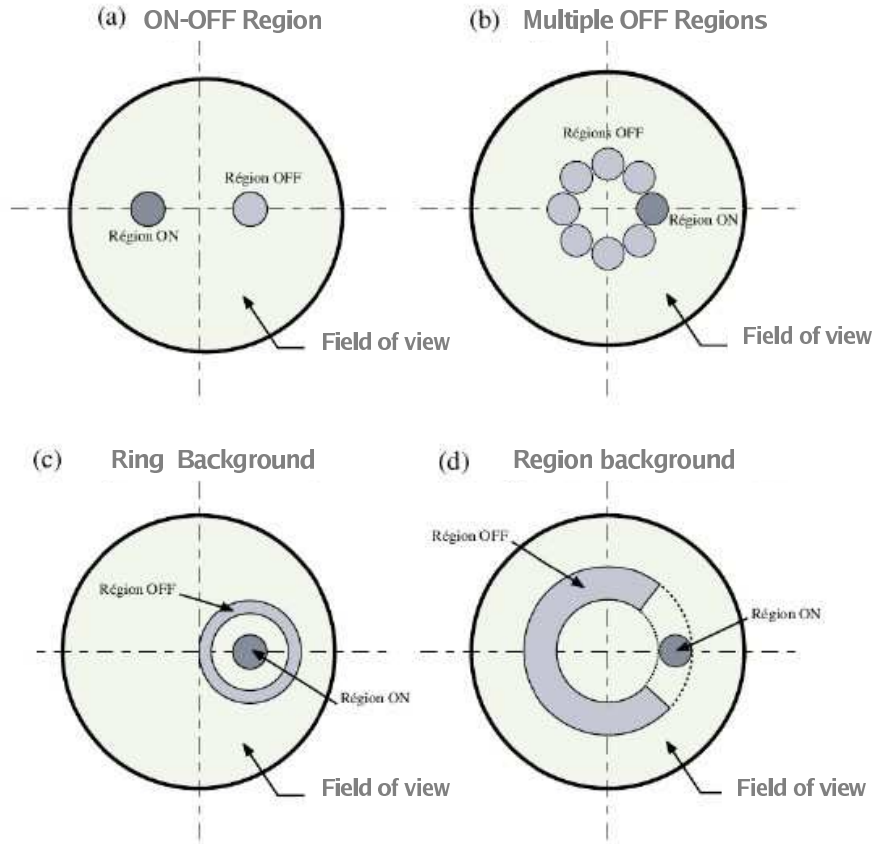 (a) ON-OFF Region
(b) Multiple OFF Regions
Régions OFF
Région OFF
Région ON
Région ON
Field of view
Field of view
(c) Ring Background
(d) Region background
Région OFF
Région OFF
Région ON
Région ON
Field of view
Field of view